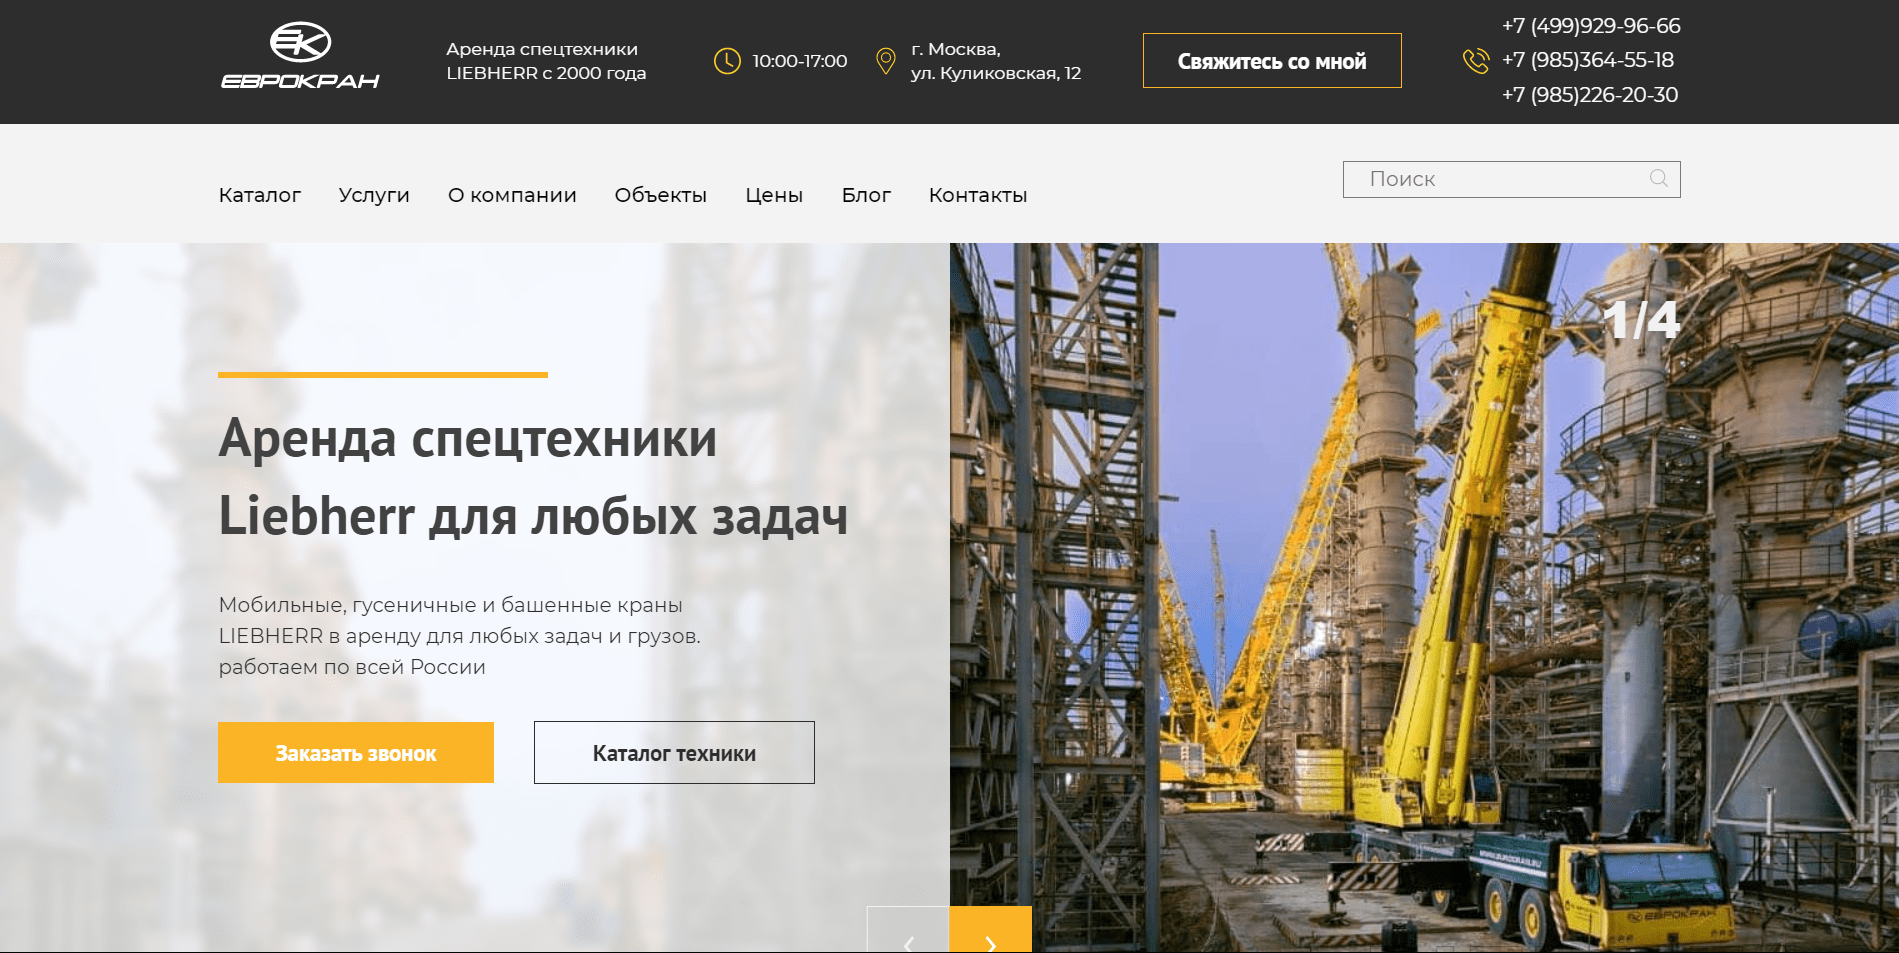 ЕК
ЕВРОКРАН
Аренда спецтехники
LIEBHERR с 2000 года
10:00-17:00
г. Москва,
ул. Куликовская, 12
Свяжитесь со мной
+7 (499)929-96-66
+7 (985)364-55-18
+7 (985)226-20-30
Каталог Услуги О компании Объекты Цены Блог Контакты
Поиск
1/4
Аренда спецтехники
Liebherr для любых задач
Мобильные, гусеничные и башенные краны
LIEBHERR в аренду для любых задач и грузов.
работаем по всей России
Заказать звонок
Каталог техники
ЕВРОКРАН